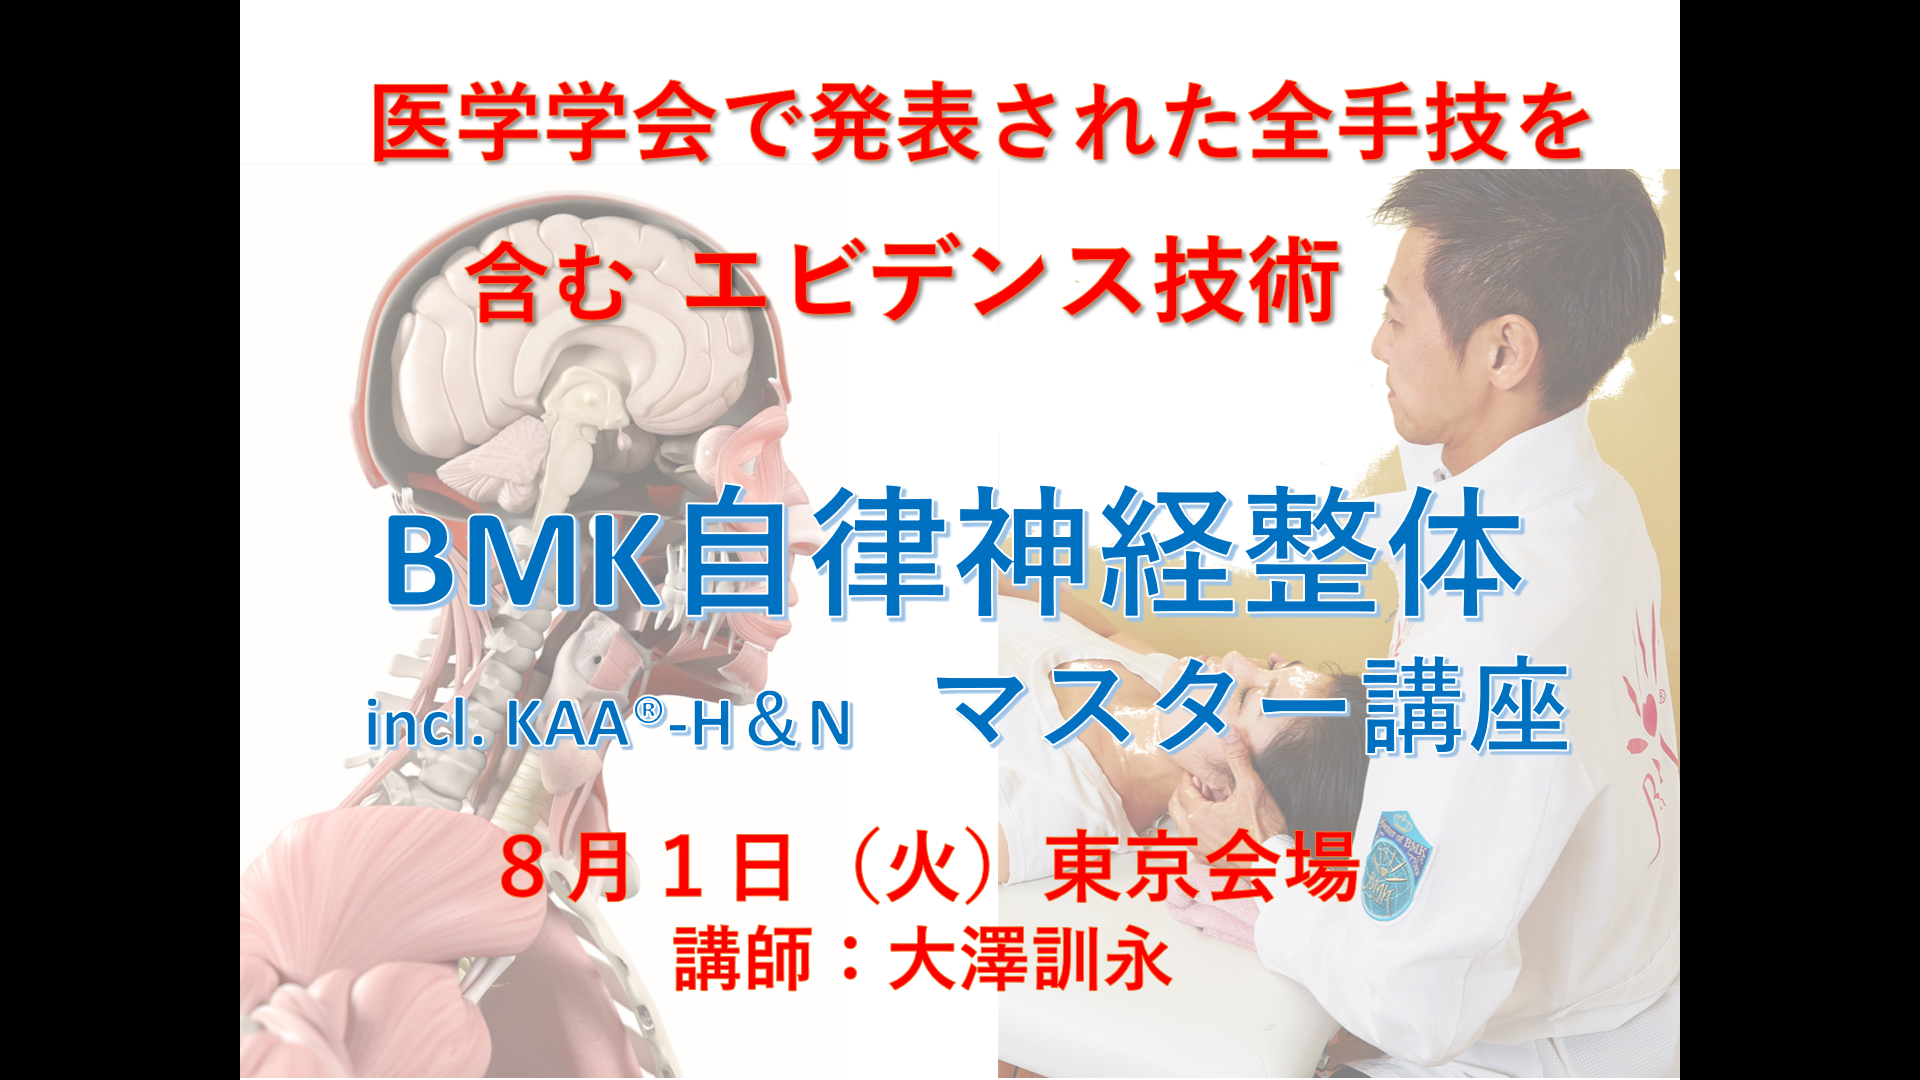 医学学会で発表された全手技を
含む エビデンス技術
BMK自律神経整体
incl. KAA®-H＆N マスター講座
８月１日（火）東京会場
講師：大澤訓永
BMK